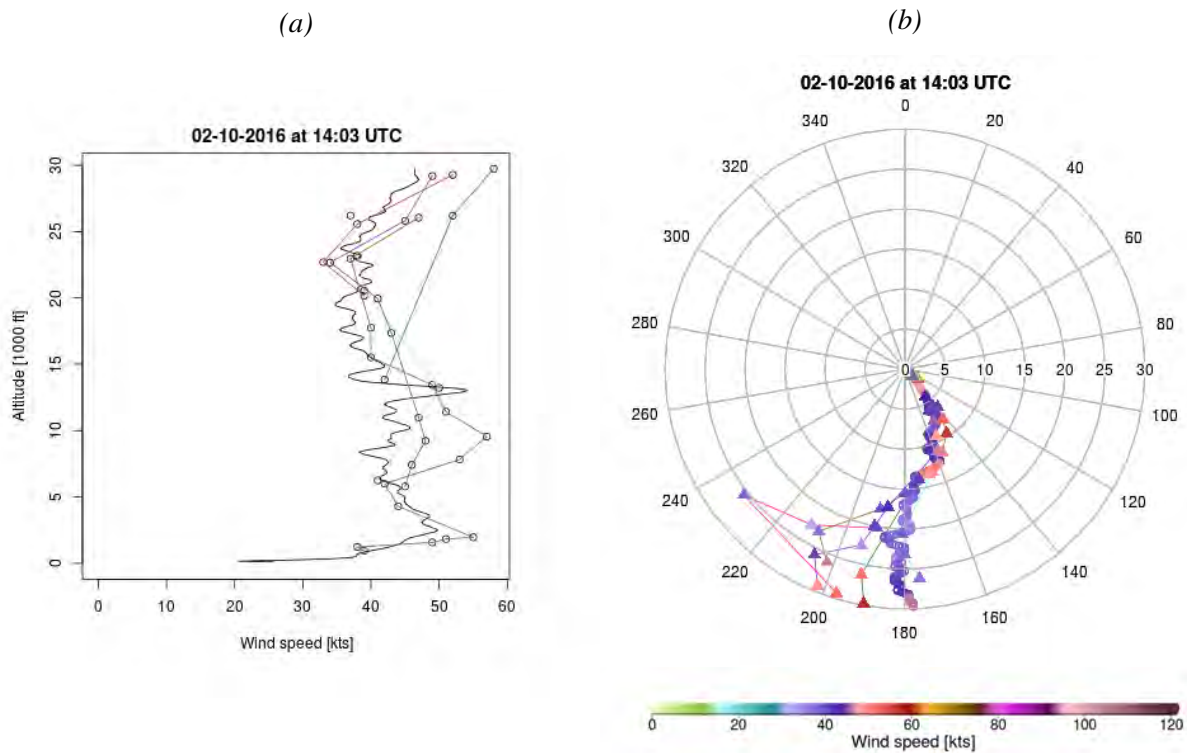 (a)
(b)
02-10-2016 at 14:03 UTC
30
25
20
15
10
5
0
Altitude [1000 ft]
0 10 20 30 40 50 60
Wind speed [kts]
02-10-2016 at 14:03 UTC
0
340 20
320 40
300 60
280 80
0 5 10 15 20 25 30
260 100
240 120
220 140
200 160
180
0 20 40 60 80 100 120
Wind speed [kts]